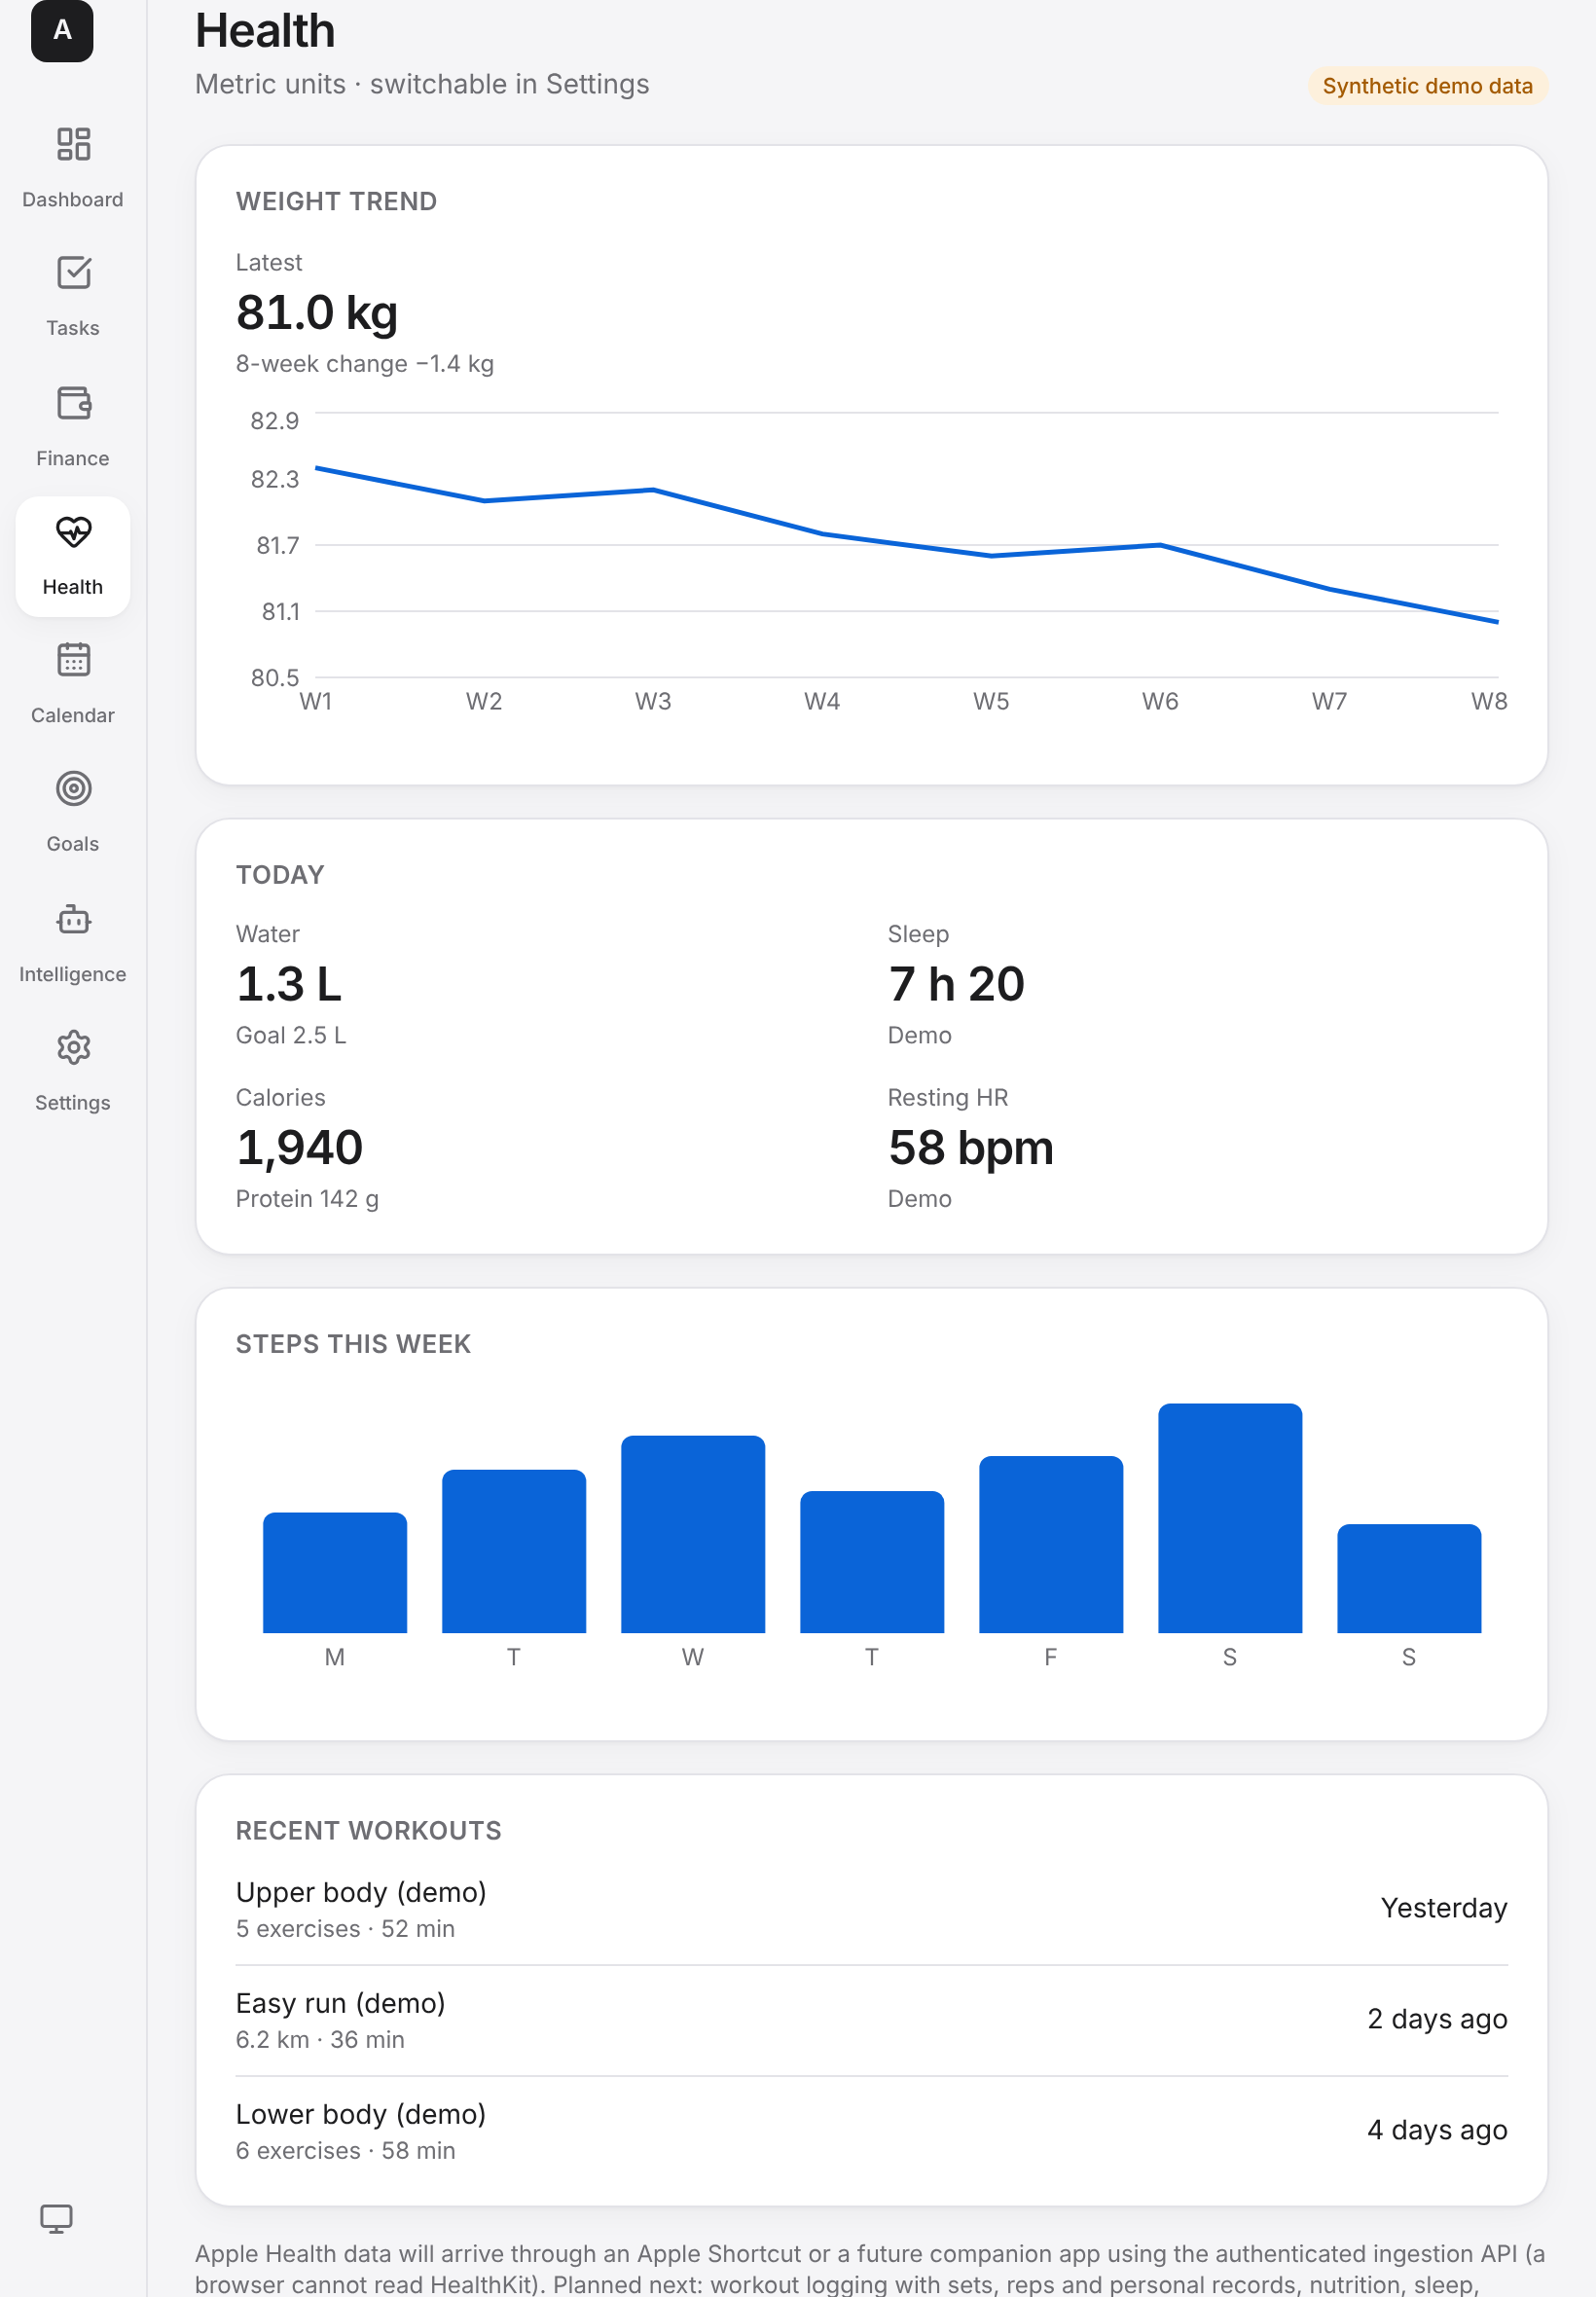 A
Dashboard
Tasks
Finance
Health
Calendar
Goals
Intelligence
Settings
Health
Metric units · switchable in Settings
Synthetic demo data
WEIGHT TREND
Latest
81.0 kg
8-week change −1.4 kg
82.9
82.3
81.7
81.1
80.5
W1 W2 W3 W4 W5 W6 W7 W8
TODAY
Water
1.3 L
Goal 2.5 L
Sleep
7 h 20
Demo
Calories
1,940
Protein 142 g
Resting HR
58 bpm
Demo
STEPS THIS WEEK
M T W T F S S
RECENT WORKOUTS
Upper body (demo)
5 exercises · 52 min
Yesterday
Easy run (demo)
6.2 km · 36 min
2 days ago
Lower body (demo)
6 exercises · 58 min
4 days ago
Apple Health data will arrive through an Apple Shortcut or a future companion app using the authenticated ingestion API (a
browser cannot read HealthKit). Planned next: workout logging with sets, reps and personal records, nutrition, sleep,